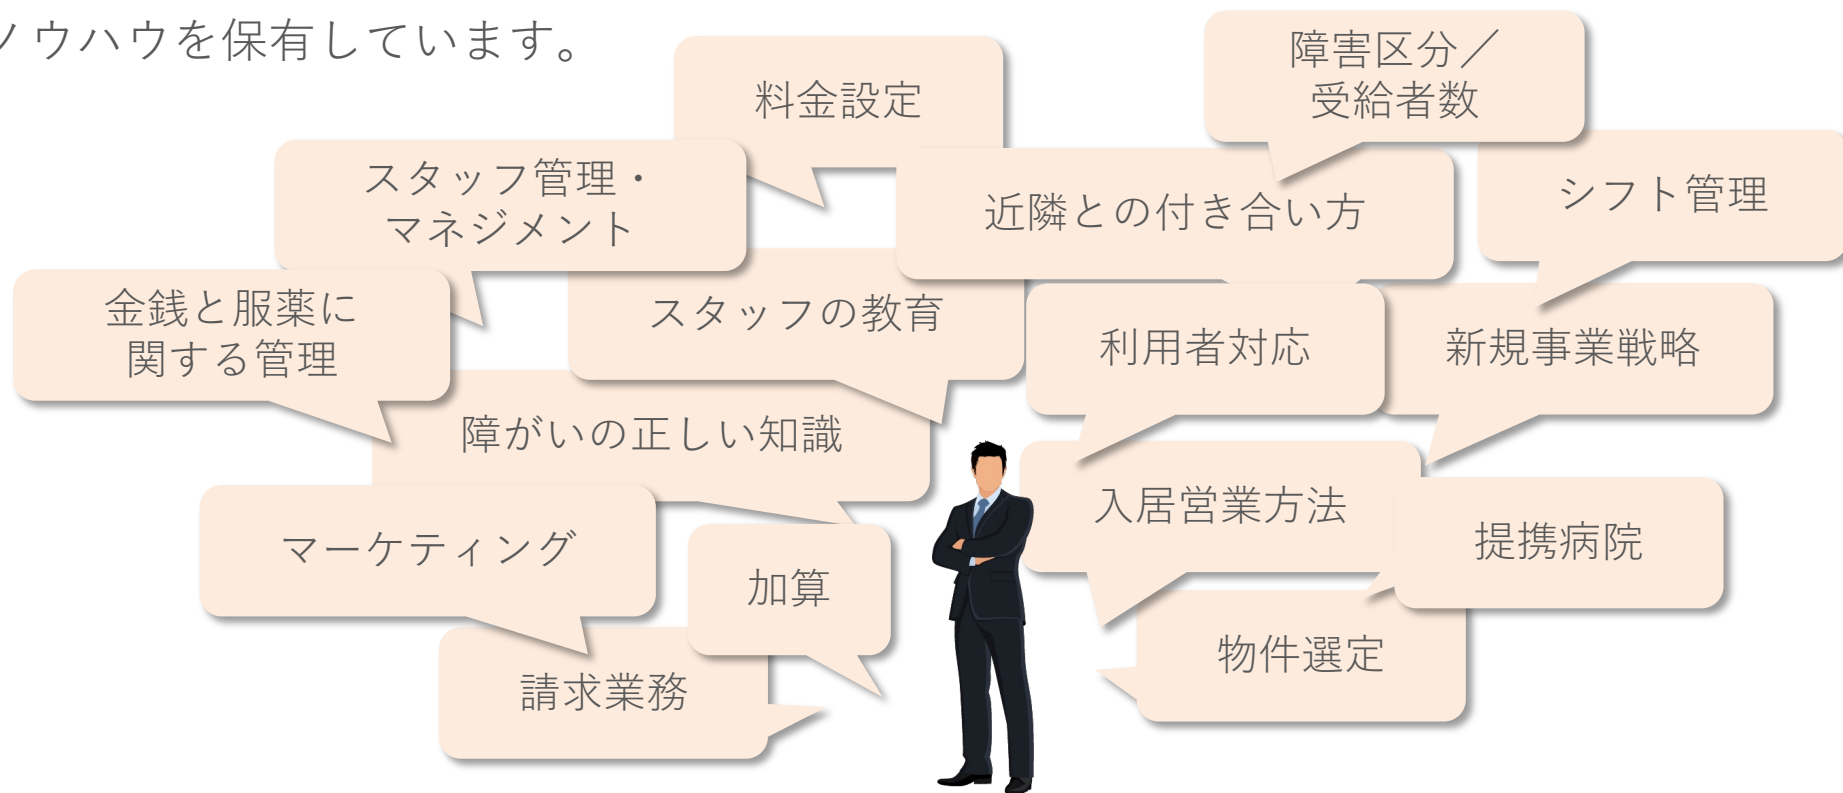 ノウハウを保有しています。
障害区分／
受給者数
料金設定
スタッフ管理・
マネジメント
近隣との付き合い方
シフト管理
金銭と服薬に
関する管理
スタッフの教育
利用者対応
新規事業戦略
障がいの正しい知識
入居営業方法
提携病院
マーケティング
加算
物件選定
請求業務